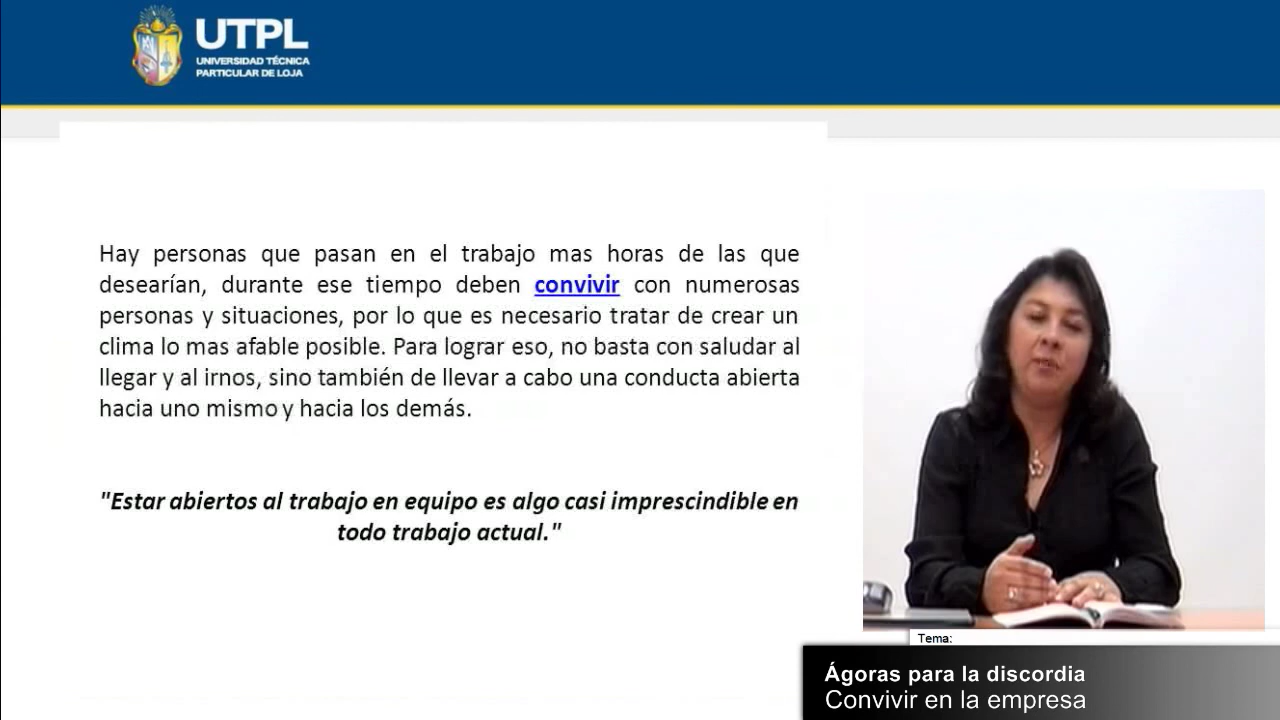 UTPL
UNIVERSIDAD TÉCNICA
PARTICULAR DE LOJA
Hay personas que pasan en el trabajo mas horas de las que
desearían, durante ese tiempo deben convivir con numerosas
personas y situaciones, por lo que es necesario tratar de crear un
clima lo mas afable posible. Para lograr eso, no basta con saludar al
llegar y al irnos, sino también de llevar a cabo una conducta abierta
hacia uno mismo y hacia los demás.
"Estar abiertos al trabajo en equipo es algo casi imprescindible en
todo trabajo actual."
Tema:
Ágoras para la discordia
Convivir en la empresa